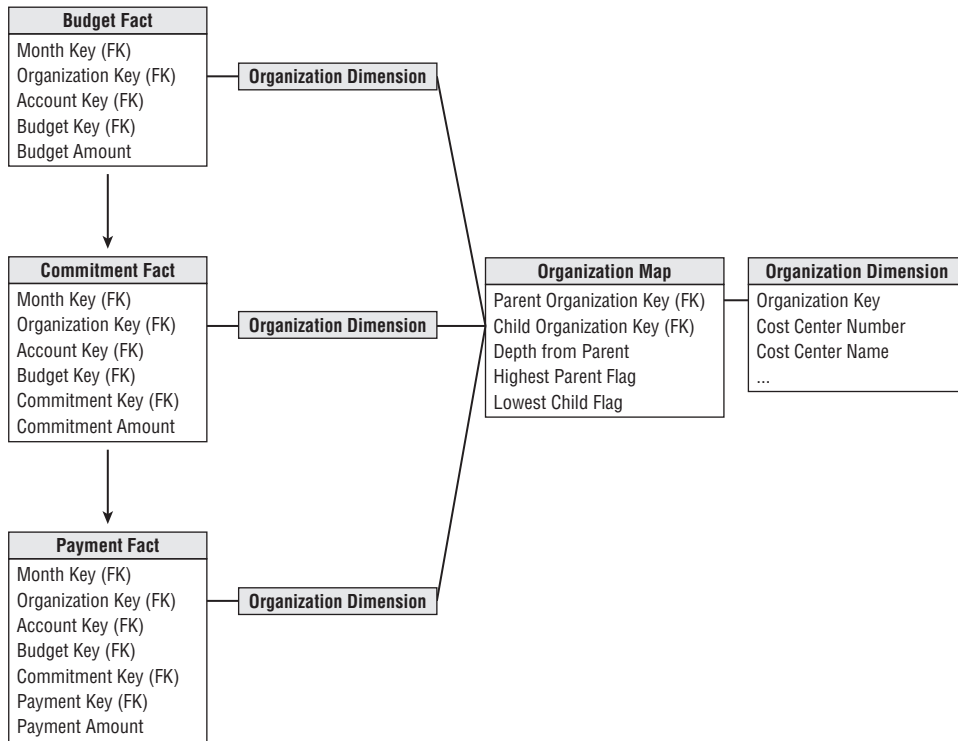 Budget Fact
Month Key (FK)
Organization Key (FK)
Account Key (FK)
Budget Key (FK)
Budget Amount
Organization Dimension
Commitment Fact
Month Key (FK)
Organization Key (FK)
Account Key (FK)
Budget Key (FK)
Commitment Key (FK)
Commitment Amount
Organization Dimension
Organization Map
Parent Organization Key (FK)
Child Organization Key (FK)
Depth from Parent
Highest Parent Flag
Lowest Child Flag
Organization Dimension
Organization Key
Cost Center Number
Cost Center Name
...
Payment Fact
Month Key (FK)
Organization Key (FK)
Account Key (FK)
Budget Key (FK)
Commitment Key (FK)
Payment Key (FK)
Payment Amount
Organization Dimension